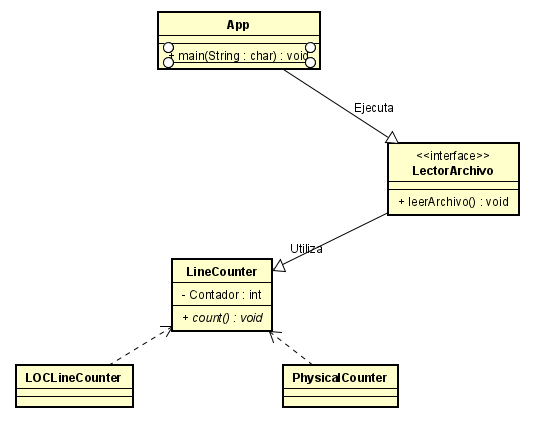 App
+ main(String : char) : void
Ejecuta
<<interface>>
LectorArchivo
+ leerArchivo() : void
Utiliza
LineCounter
- Contador : int
+ count() : void
LOCLineCounter
PhysicalCounter